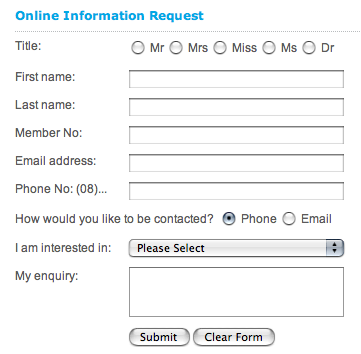 Online Information Request
Title: Mr Mrs Miss Ms Dr
First name:
Last name:
Member No:
Email address:
Phone No: (08)...
How would you like to be contacted? Phone Email
I am interested in: Please Select
My enquiry:
Submit Clear Form